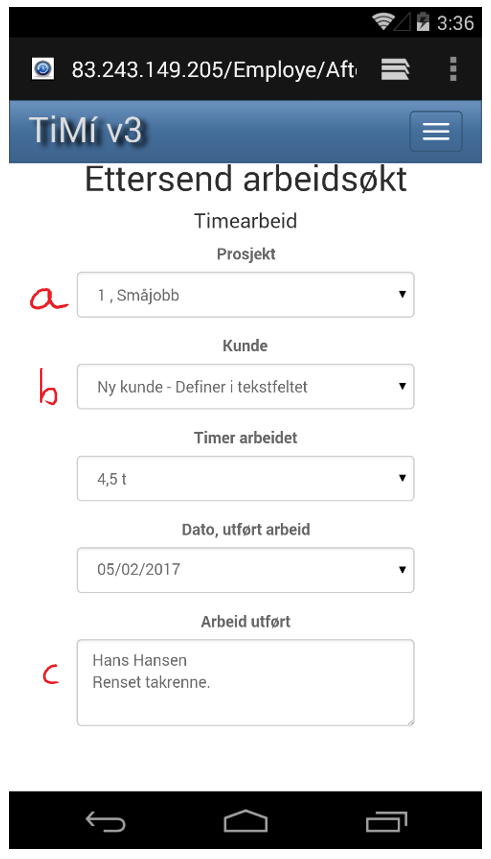 3:36
83.243.149.205/Employe/Afte
TiMí v3
Ettersend arbeidsøkt
Timearbeid
Prosjekt
a
1 , Småjobb
Kunde
b
Ny kunde - Definer i tekstfeltet
Timer arbeidet
4,5 t
Dato, utført arbeid
05/02/2017
Arbeid utført
c
Hans Hansen
Renset takrenne.